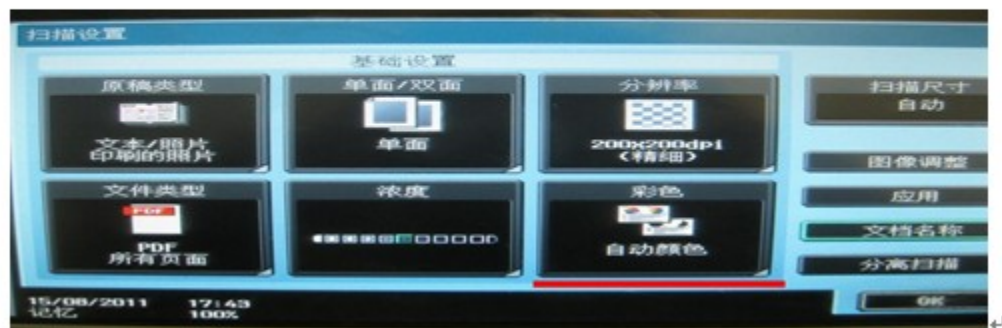 扫描设置
基础设置
原稿类型
文本/照片
印刷的照片
单面/双面
单面
分辨率
200x200dpi
(精细)
扫描尺寸
自动
图像调整
文件类型
PDF
PDF
所有页面
浓度
彩色
自动颜色
应用
文档名称
分离扫描
15/08/2011 17:43
记忆 100%
OK